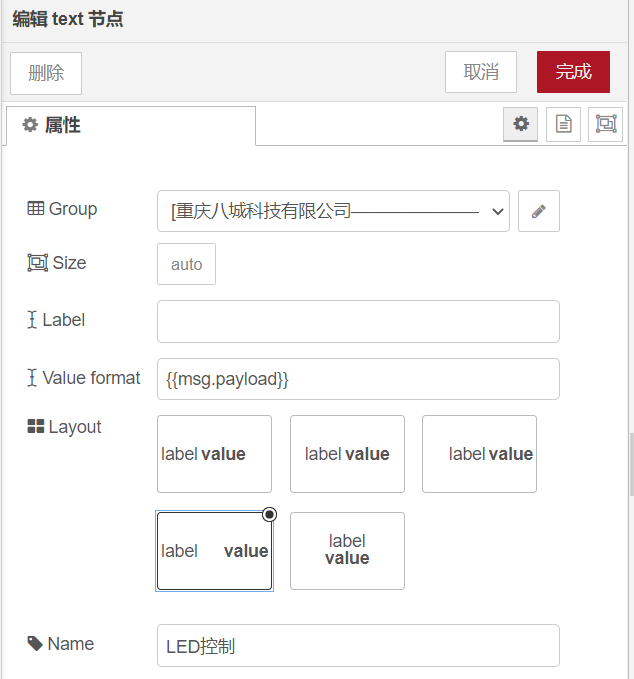 编辑 text 节点
删除
取消
完成
属性
Group
[重庆八城科技有限公司————————
Size
auto
Label
Value format
{{msg.payload}}
Layout
label value
label value
label value
label value
label
value
Name
LED控制